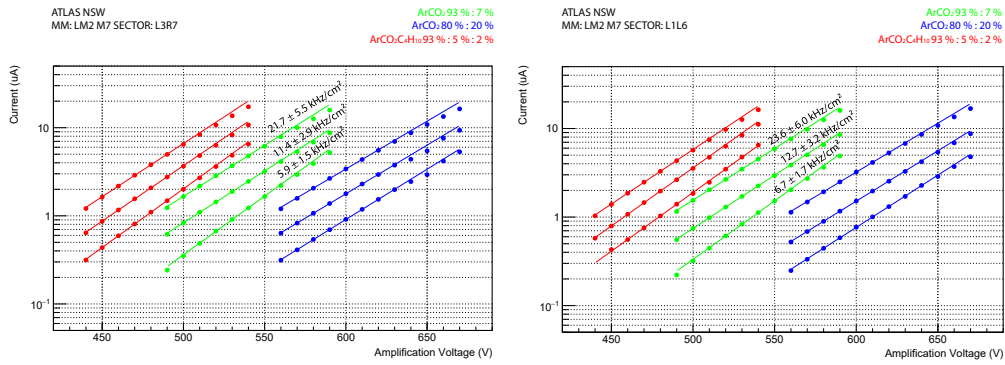 ATLAS NSW
MM: LM2 M7 SECTOR: L3R7
ArCO₂ 93 % : 7 %
ArCO₂ 80 % : 20 %
ArCO₂C₄H₁₀ 93 % : 5 % : 2 %
Current (uA)
10
1
10⁻¹
21.7 ± 5.5 kHz/cm²
11.4 ± 2.9 kHz/cm²
5.9 ± 1.5 kHz/cm²
450 500 550 600 650
Amplification Voltage (V)
ATLAS NSW
MM: LM2 M7 SECTOR: L1L6
ArCO₂ 93 % : 7 %
ArCO₂ 80 % : 20 %
ArCO₂C₄H₁₀ 93 % : 5 % : 2 %
Current (uA)
10
1
10⁻¹
23.6 ± 6.0 kHz/cm²
12.7 ± 3.2 kHz/cm²
6.7 ± 1.7 kHz/cm²
450 500 550 600 650
Amplification Voltage (V)